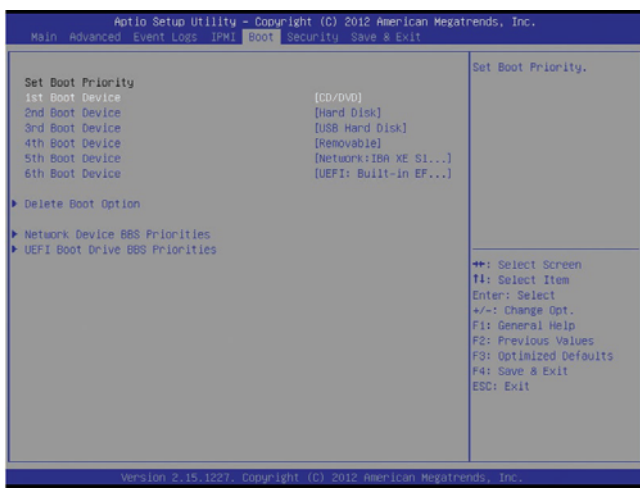 Aptio Setup Utility – Copyright (C) 2012 American Megatrends, Inc.
Main Advanced Event Logs IPMI Boot Security Save & Exit
Set Boot Priority
1st Boot Device [CD/DVD]
2nd Boot Device [Hard Disk]
3rd Boot Device [USB Hard Disk]
4th Boot Device [Removable]
5th Boot Device [Network:IBA XE Sl...]
6th Boot Device [UEFI: Built-in EF...]
Delete Boot Option
Network Device BBS Priorities
UEFI Boot Drive BBS Priorities
Set Boot Priority.
→←: Select Screen
↑↓: Select Item
Enter: Select
+/-: Change Opt.
F1: General Help
F2: Previous Values
F3: Optimized Defaults
F4: Save & Exit
ESC: Exit
Version 2.15.1227. Copyright (C) 2012 American Megatrends, Inc.